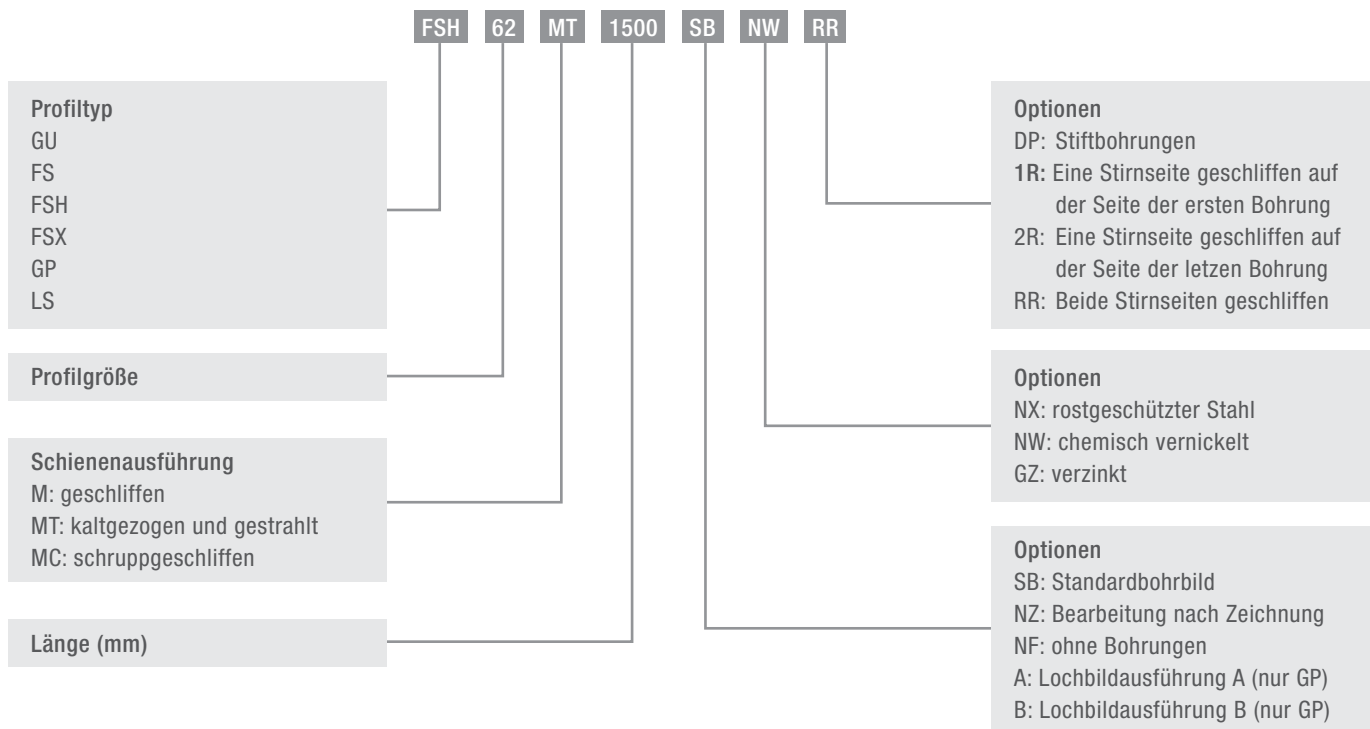 FSH 62 MT 1500 SB NW RR
Profiltyp
GU
FS
FSH
FSX
GP
LS
Profilgröße
Schienenausführung
M: geschliffen
MT: kaltgezogen und gestrahlt
MC: schruppgeschliffen
Länge (mm)
Optionen
DP: Stiftbohrungen
1R: Eine Stirnseite geschliffen auf
der Seite der ersten Bohrung
2R: Eine Stirnseite geschliffen auf
der Seite der letzen Bohrung
RR: Beide Stirnseiten geschliffen
Optionen
NX: rostgeschützter Stahl
NW: chemisch vernickelt
GZ: verzinkt
Optionen
SB: Standardbohrbild
NZ: Bearbeitung nach Zeichnung
NF: ohne Bohrungen
A: Lochbildausführung A (nur GP)
B: Lochbildausführung B (nur GP)